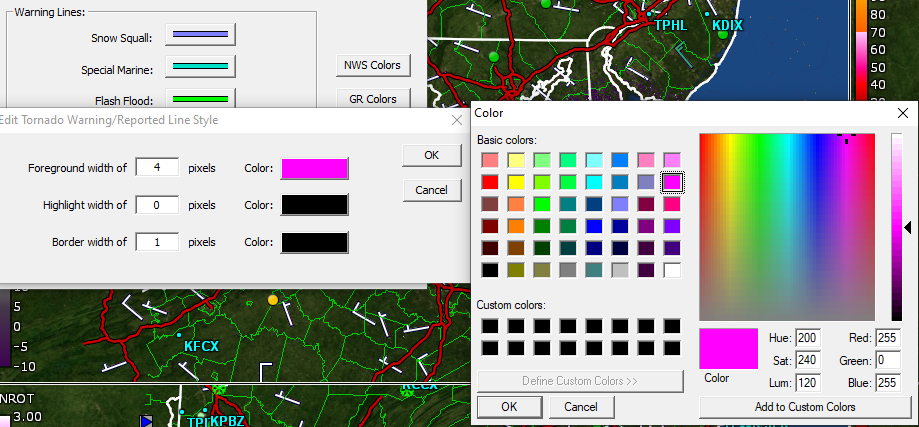 Warning Lines:
Snow Squall:
Special Marine:
NWS Colors
Flash Flood:
GR Colors
TPHL
KDIX
90
80
70
60
50
40
30
Edit Tornado Warning/Reported Line Style
Foreground width of 4 pixels Color:
OK
Highlight width of 0 pixels Color:
Cancel
Border width of 1 pixels Color:
Color
Basic colors:
Custom colors:
Define Custom Colors >>
OK Cancel
Color
Hue: 200 Red: 255
Sat: 240 Green: 0
Lum: 120 Blue: 255
Add to Custom Colors
5
0
-5
-10
KFCX
NROT
3.00
KPBZ